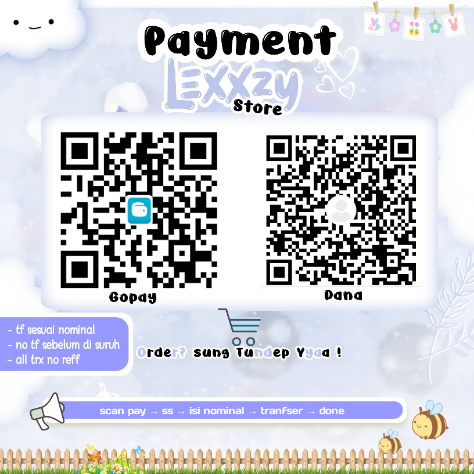 Payment
Lexxzy
Store
Gopay
Dana
- tf sesuai nominal
- no tf sebelum di suruh
- all trx no reff
Order? sung Tundep Yyaa !
scan pay → ss → isi nominal → tranfser → done